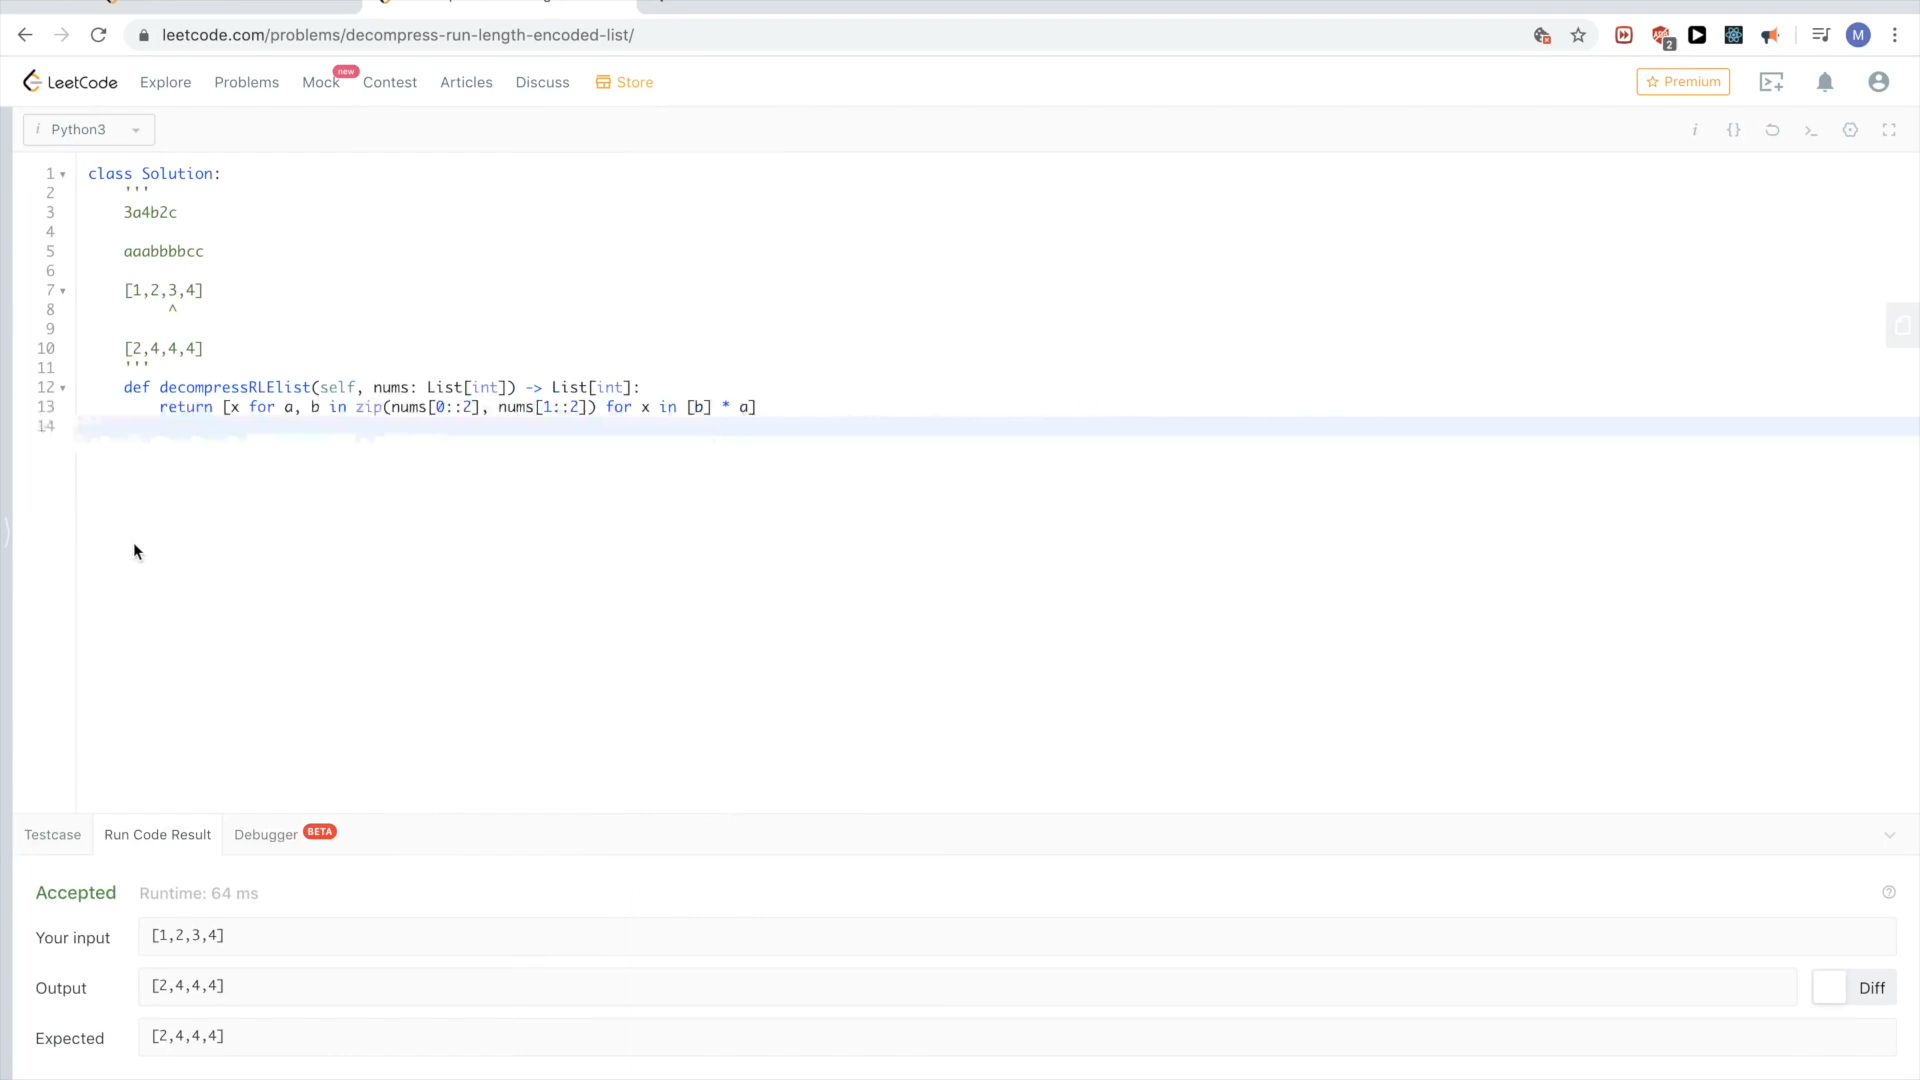 leetcode.com/problems/decompress-run-length-encoded-list/
2
M
LeetCode Explore Problems Mock new Contest Articles Discuss Store Premium
i Python3
i {} >_
1 class Solution:
2 '''
3 3a4b2c
4
5 aaabbbbcc
6
7 [1,2,3,4]
8 ^
9
10 [2,4,4,4]
11 '''
12 def decompressRLElist(self, nums: List[int]) -> List[int]:
13 return [x for a, b in zip(nums[0::2], nums[1::2]) for x in [b] * a]
14
Testcase Run Code Result Debugger BETA
Accepted Runtime: 64 ms
Your input [1,2,3,4]
Output [2,4,4,4] Diff
Expected [2,4,4,4]